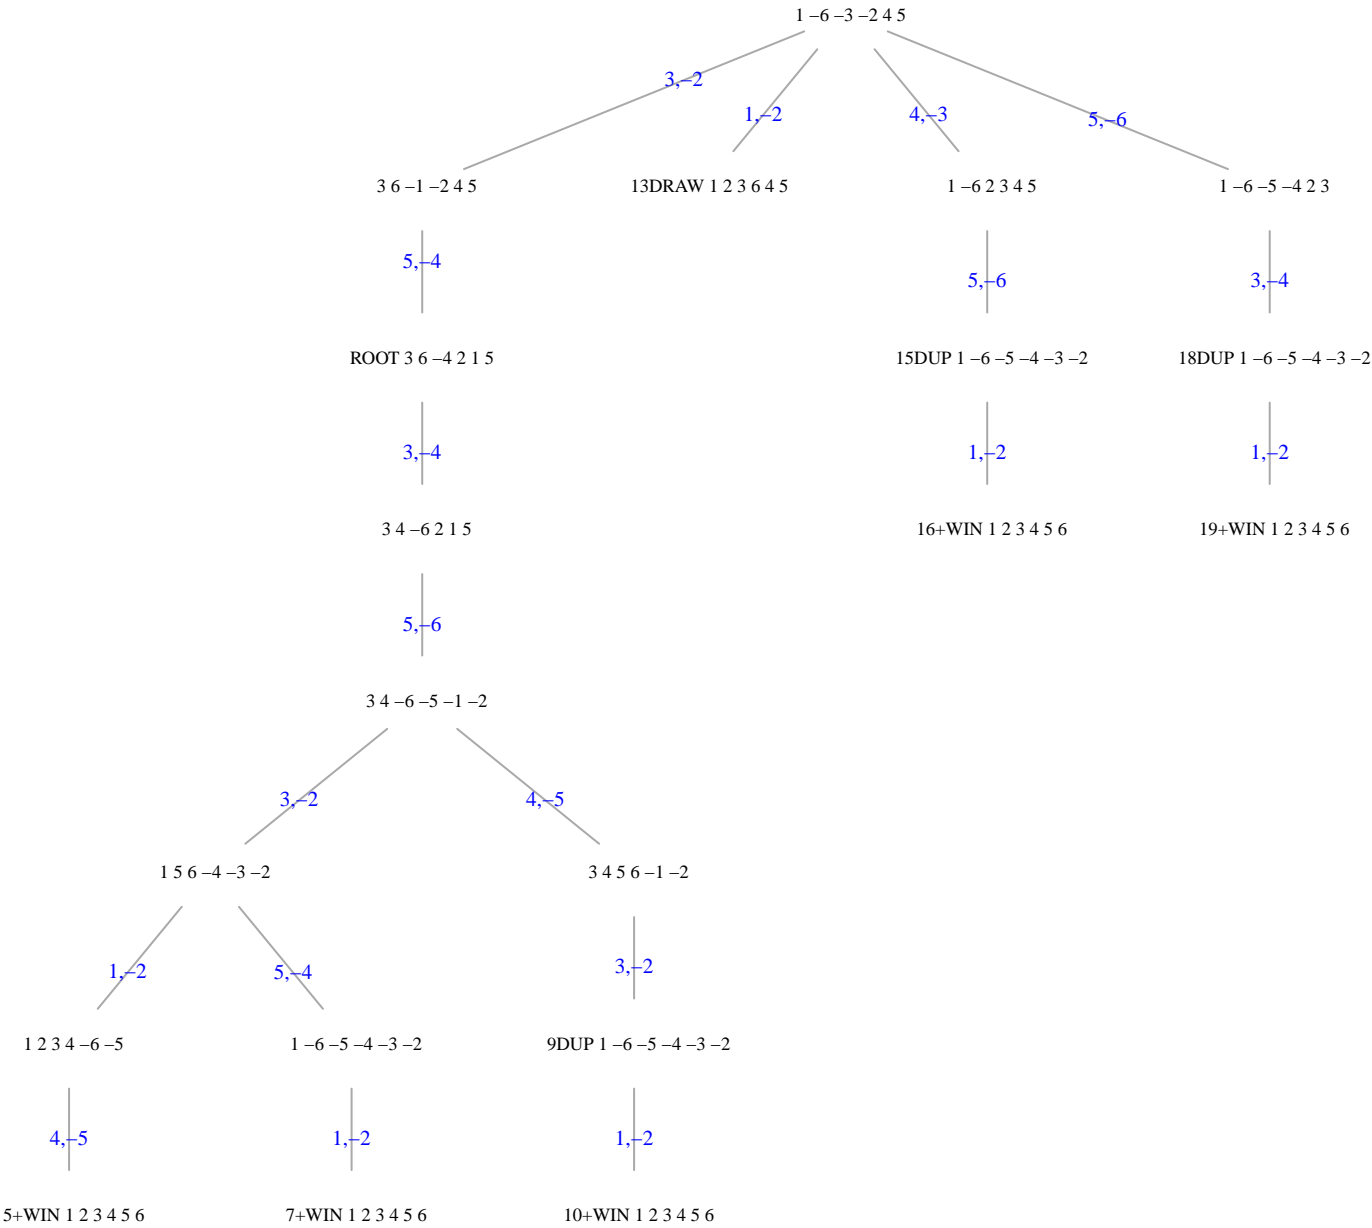 1 –6 –3 –2 4 5
3,–2
1,–2
4,–3
5,–6
3 6 –1 –2 4 5
13DRAW 1 2 3 6 4 5
1 –6 2 3 4 5
1 –6 –5 –4 2 3
5,–4
5,–6
3,–4
ROOT 3 6 –4 2 1 5
15DUP 1 –6 –5 –4 –3 –2
18DUP 1 –6 –5 –4 –3 –2
3,–4
1,–2
1,–2
3 4 –6 2 1 5
16+WIN 1 2 3 4 5 6
19+WIN 1 2 3 4 5 6
5,–6
3 4 –6 –5 –1 –2
3,–2
4,–5
1 5 6 –4 –3 –2
3 4 5 6 –1 –2
1,–2
5,–4
3,–2
1 2 3 4 –6 –5
1 –6 –5 –4 –3 –2
9DUP 1 –6 –5 –4 –3 –2
4,–5
1,–2
1,–2
5+WIN 1 2 3 4 5 6
7+WIN 1 2 3 4 5 6
10+WIN 1 2 3 4 5 6